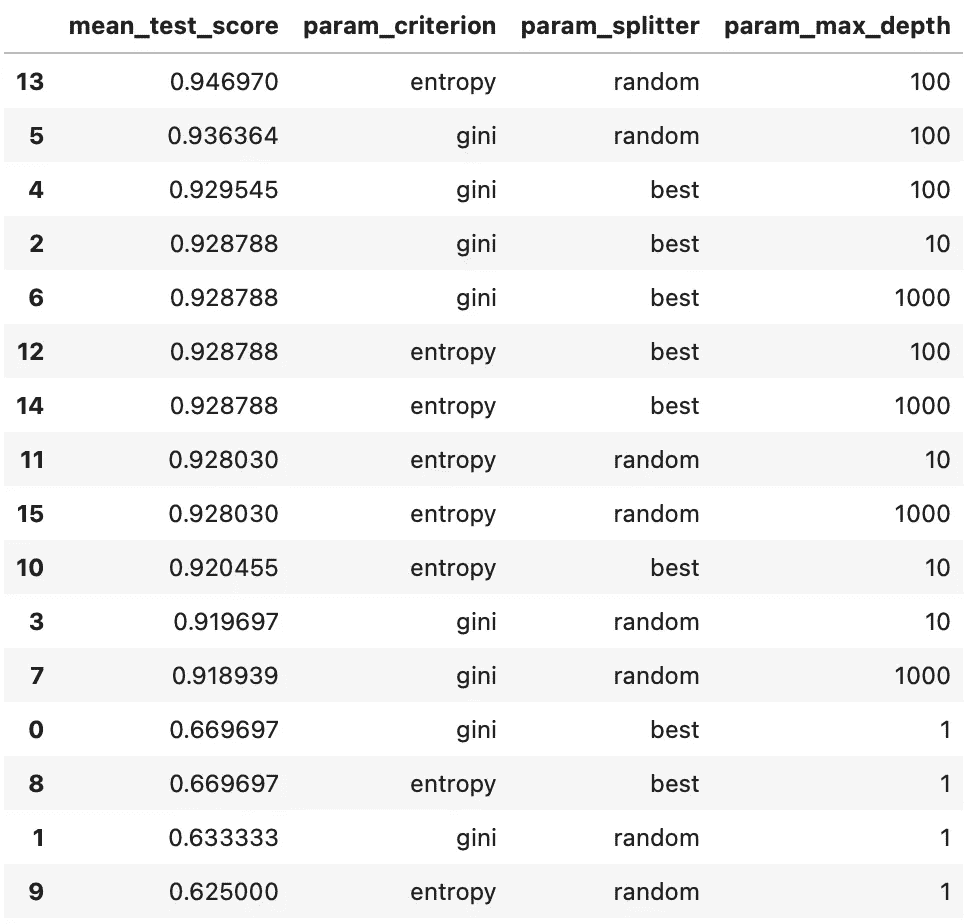 mean_test_score param_criterion param_splitter param_max_depth
13 0.946970 entropy random 100
5 0.936364 gini random 100
4 0.929545 gini best 100
2 0.928788 gini best 10
6 0.928788 gini best 1000
12 0.928788 entropy best 100
14 0.928788 entropy best 1000
11 0.928030 entropy random 10
15 0.928030 entropy random 1000
10 0.920455 entropy best 10
3 0.919697 gini random 10
7 0.918939 gini random 1000
0 0.669697 gini best 1
8 0.669697 entropy best 1
1 0.633333 gini random 1
9 0.625000 entropy random 1